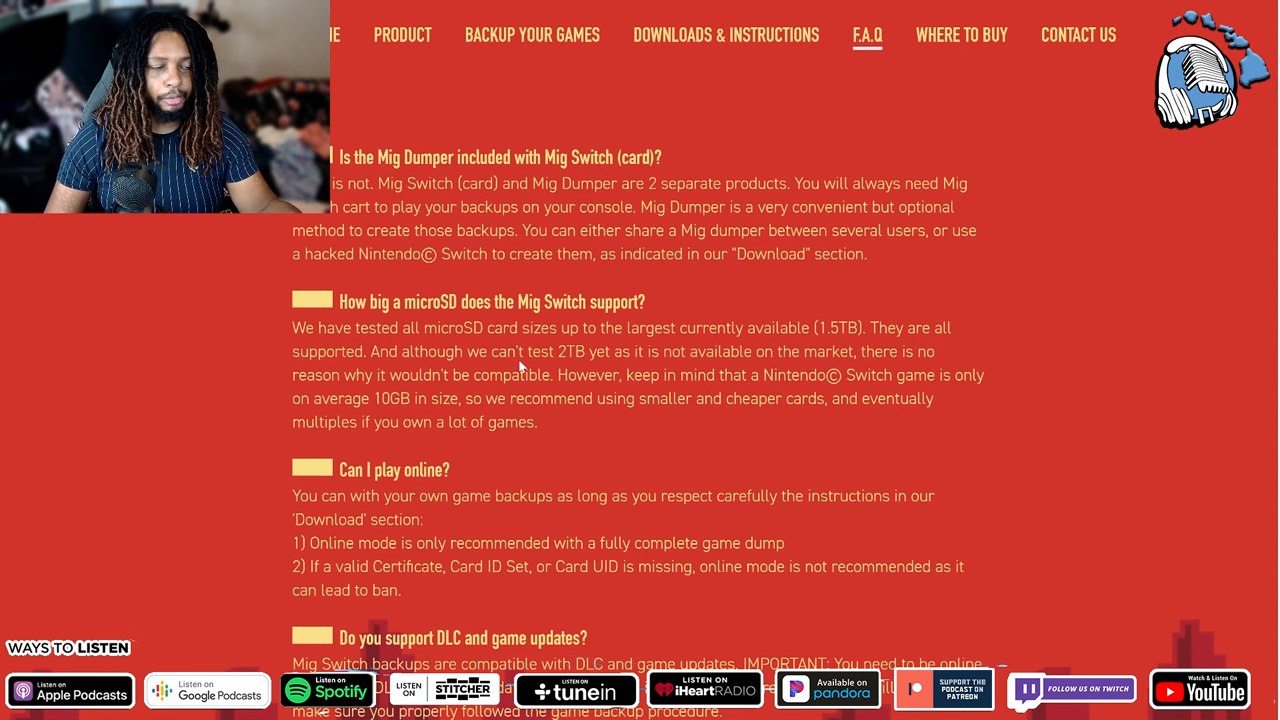 PRODUCT
BACKUP YOUR GAMES
DOWNLOADS & INSTRUCTIONS
F.A.Q
WHERE TO BUY
CONTACT US
Is the Mig Dumper included with Mig Switch (card)?
is not. Mig Switch (card) and Mig Dumper are 2 separate products. You will always need Mig
cart to play your backups on your console. Mig Dumper is a very convenient but optional
method to create those backups. You can either share a Mig dumper between several users, or use
a hacked Nintendo© Switch to create them, as indicated in our "Download" section.
How big a microSD does the Mig Switch support?
We have tested all microSD card sizes up to the largest currently available (1.5TB). They are all
supported. And although we can't test 2TB yet as it is not available on the market, there is no
reason why it wouldn't be compatible. However, keep in mind that a Nintendo© Switch game is only
on average 10GB in size, so we recommend using smaller and cheaper cards, and eventually
multiples if you own a lot of games.
Can I play online?
You can with your own game backups as long as you respect carefully the instructions in our
'Download' section:
1) Online mode is only recommended with a fully complete game dump
2) If a valid Certificate, Card ID Set, or Card UID is missing, online mode is not recommended as it
can lead to ban.
Do you support DLC and game updates?
Mig Switch backups are compatible with DLC and game updates. IMPORTANT: You need to be online
make sure you properly followed the game backup procedure.
WAYS TO LISTEN
Listen on
Apple Podcasts
Listen on
Google Podcasts
Listen on
Spotify
LISTEN
ON
STITCHER
Listen on
tunein
LISTEN ON
iHeartRADIO
Available on
pandora
SUPPORT THE
PODCAST ON
PATREON
FOLLOW US ON TWITCH
Watch & Listen on
YouTube